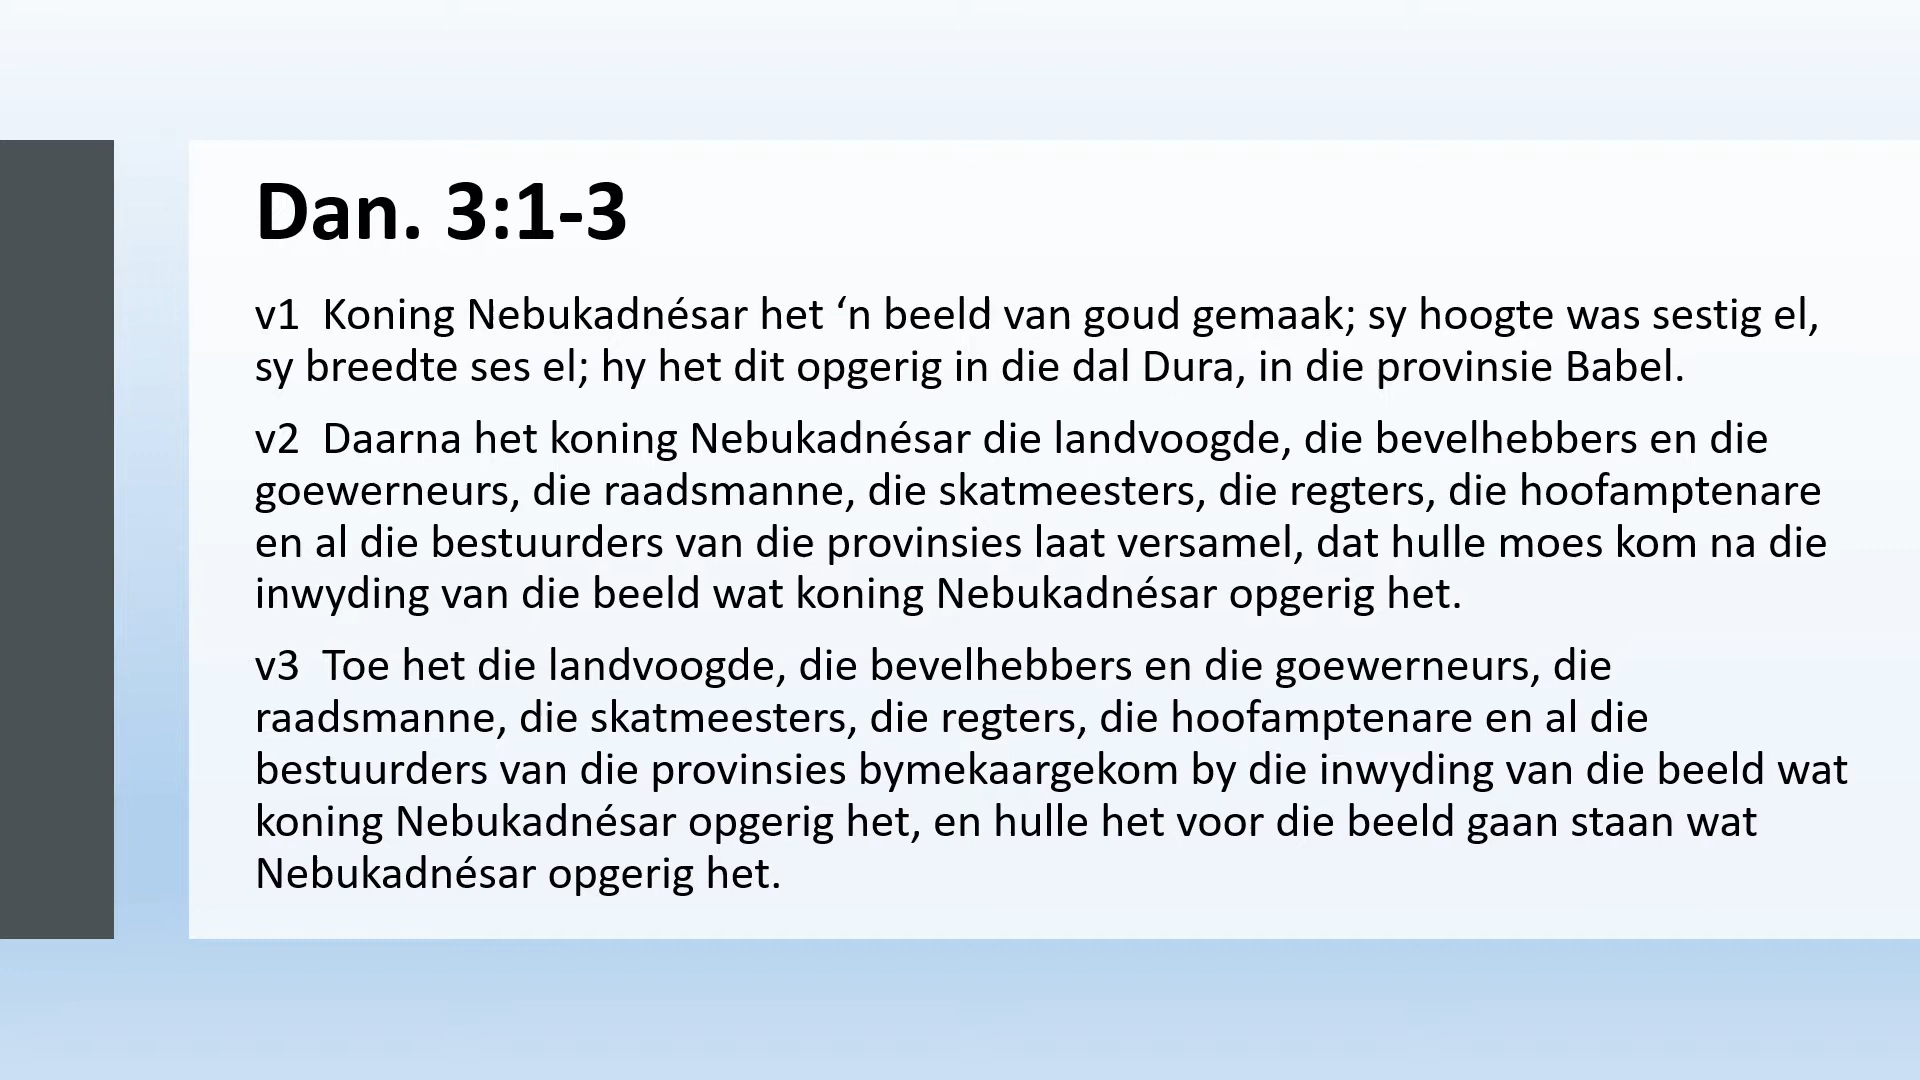 Dan. 3:1-3
v1  Koning Nebukadnésar het ‘n beeld van goud gemaak; sy hoogte was sestig el,
sy breedte ses el; hy het dit opgerig in die dal Dura, in die provinsie Babel.
v2  Daarna het koning Nebukadnésar die landvoogde, die bevelhebbers en die
goewerneurs, die raadsmanne, die skatmeesters, die regters, die hoofamptenare
en al die bestuurders van die provinsies laat versamel, dat hulle moes kom na die
inwyding van die beeld wat koning Nebukadnésar opgerig het.
v3  Toe het die landvoogde, die bevelhebbers en die goewerneurs, die
raadsmanne, die skatmeesters, die regters, die hoofamptenare en al die
bestuurders van die provinsies bymekaargekom by die inwyding van die beeld wat
koning Nebukadnésar opgerig het, en hulle het voor die beeld gaan staan wat
Nebukadnésar opgerig het.